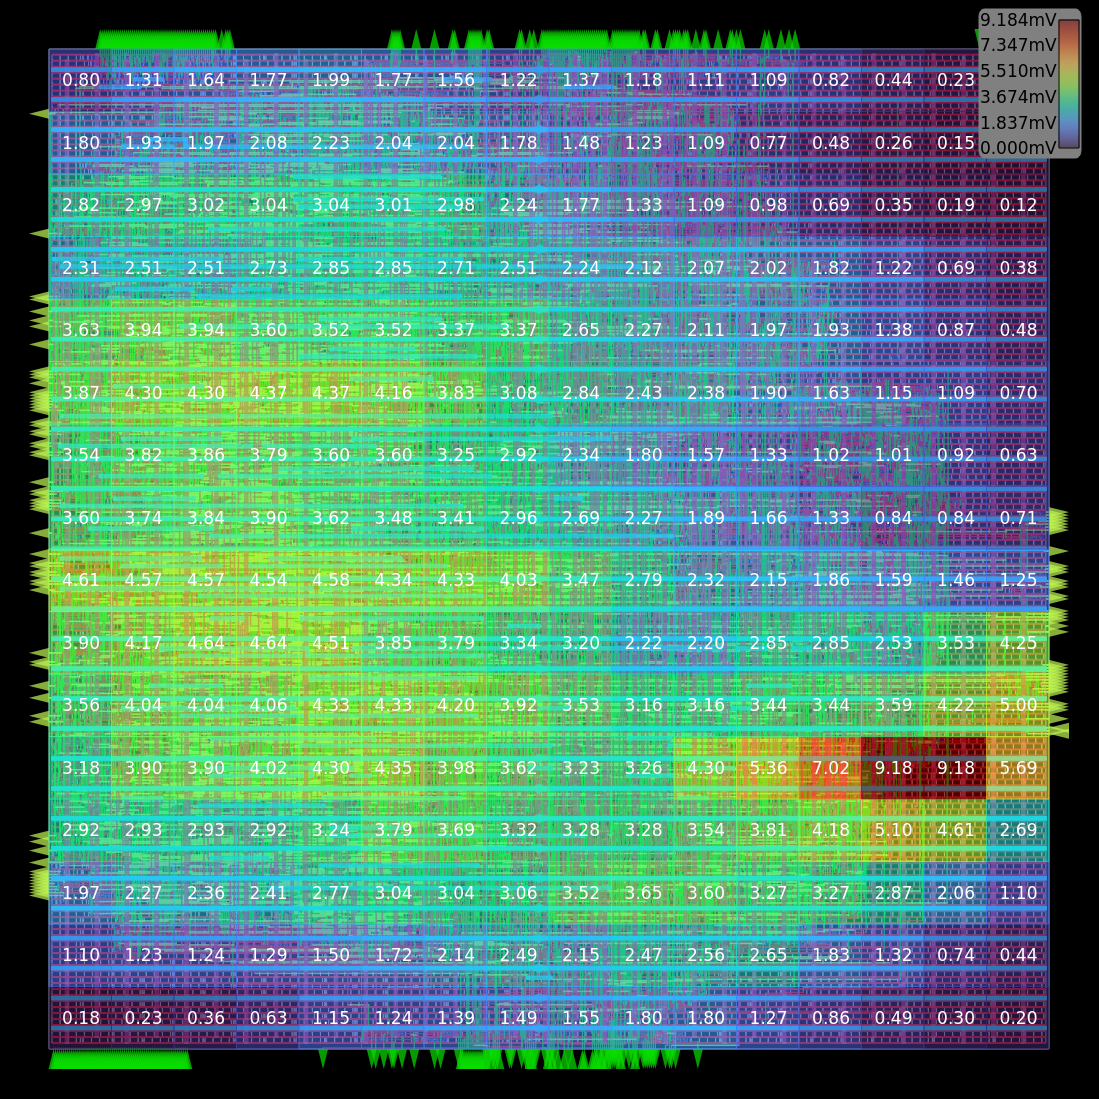 9.184mV
7.347mV
5.510mV
3.674mV
1.837mV
0.000mV
0.80 1.31 1.64 1.77 1.99 1.77 1.56 1.22 1.37 1.18 1.11 1.09 0.82 0.44 0.23
1.80 1.93 1.97 2.08 2.23 2.04 2.04 1.78 1.48 1.23 1.09 0.77 0.48 0.26 0.15
2.82 2.97 3.02 3.04 3.04 3.01 2.98 2.24 1.77 1.33 1.09 0.98 0.69 0.35 0.19 0.12
2.31 2.51 2.51 2.73 2.85 2.85 2.71 2.51 2.24 2.12 2.07 2.02 1.82 1.22 0.69 0.38
3.63 3.94 3.94 3.60 3.52 3.52 3.37 3.37 2.65 2.27 2.11 1.97 1.93 1.38 0.87 0.48
3.87 4.30 4.30 4.37 4.37 4.16 3.83 3.08 2.84 2.43 2.38 1.90 1.63 1.15 1.09 0.70
3.54 3.82 3.86 3.79 3.60 3.60 3.25 2.92 2.34 1.80 1.57 1.33 1.02 1.01 0.92 0.63
3.60 3.74 3.84 3.90 3.62 3.48 3.41 2.96 2.69 2.27 1.89 1.66 1.33 0.84 0.84 0.71
4.61 4.57 4.57 4.54 4.58 4.34 4.33 4.03 3.47 2.79 2.32 2.15 1.86 1.59 1.46 1.25
3.90 4.17 4.64 4.64 4.51 3.85 3.79 3.34 3.20 2.22 2.20 2.85 2.85 2.53 3.55 4.25
3.56 4.04 4.04 4.06 4.33 4.33 4.20 3.92 3.53 3.16 3.16 3.44 3.44 3.59 4.22 5.00
3.18 3.90 3.90 4.02 4.30 4.35 3.98 3.62 3.23 3.26 4.30 5.36 7.02 9.18 9.18 5.69
2.92 2.93 2.93 2.92 3.24 3.79 3.69 3.32 3.28 3.28 3.54 3.81 4.18 5.10 4.61 2.69
1.97 2.27 2.36 2.41 2.77 3.04 3.04 3.06 3.52 3.65 3.60 3.27 3.27 2.87 2.06 1.10
1.10 1.23 1.24 1.29 1.50 1.72 2.14 2.49 2.15 2.47 2.56 2.65 1.83 1.32 0.74 0.44
0.18 0.23 0.36 0.63 1.15 1.24 1.39 1.49 1.55 1.80 1.80 1.27 0.86 0.49 0.30 0.20